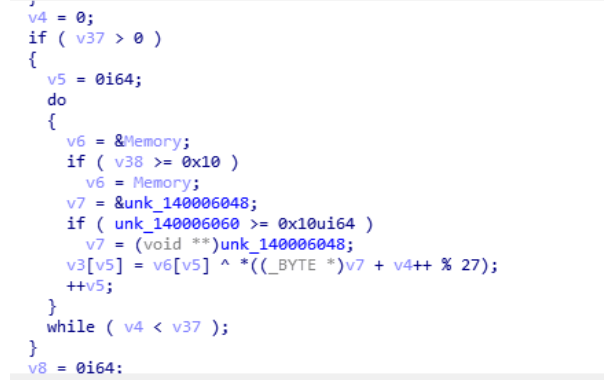 v4 = 0;
if ( v37 > 0 )
{
v5 = 0i64;
do
{
v6 = &Memory;
if ( v38 >= 0x10 )
v6 = Memory;
v7 = &unk_140006048;
if ( unk_140006060 >= 0x10ui64 )
v7 = (void **)unk_140006048;
v3[v5] = v6[v5] ^ *((_BYTE *)v7 + v4++ % 27);
++v5;
}
while ( v4 < v37 );
}
v8 = 0i64: